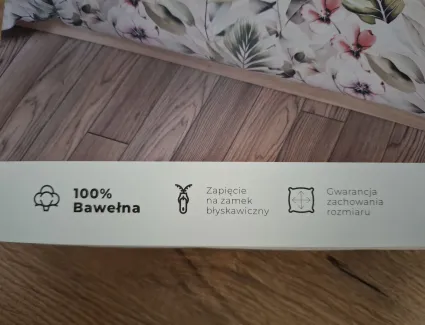 100%
Bawełna
Zapięcie
na zamek
błyskawiczny
Gwarancja
zachowania
rozmiaru